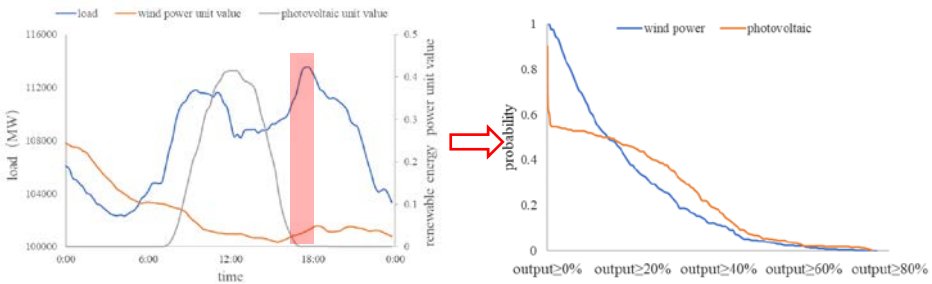 load
wind power unit value
photovoltaic unit value
116000
112000
108000
104000
100000
load（MW）
0.5
0.4
0.3
0.2
0.1
0
renewable energy power unit value
0:00
6:00
12:00
18:00
0:00
time
wind power
photovoltaic
1
0.8
0.6
0.4
0.2
0
probability
output≥0%
output≥20%
output≥40%
output≥60%
output≥80%